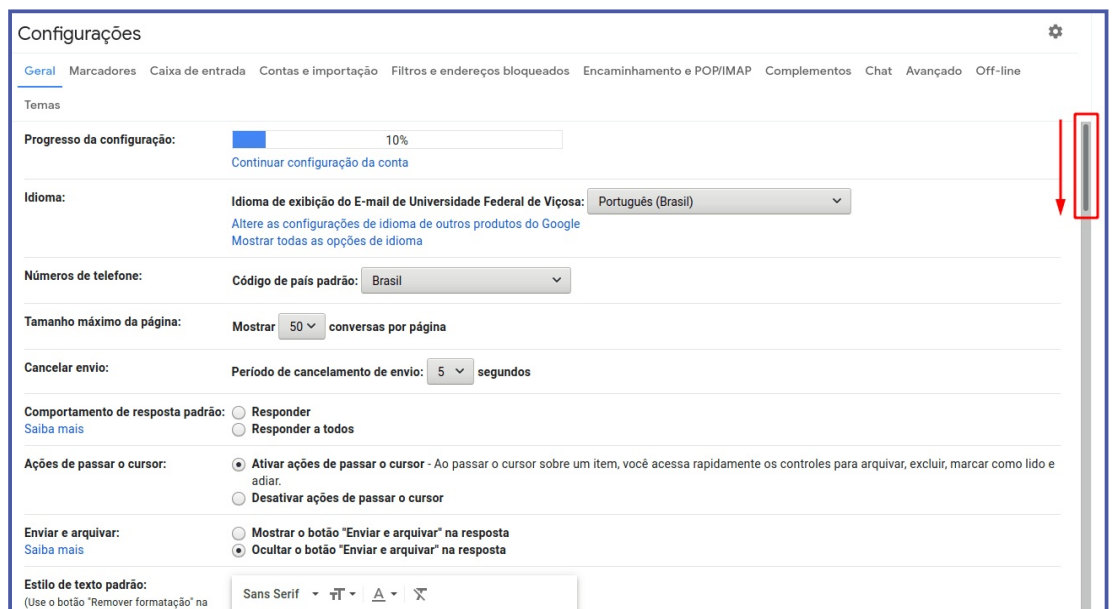 Configurações
Geral Marcadores Caixa de entrada Contas e importação Filtros e endereços bloqueados Encaminhamento e POP/IMAP Complementos Chat Avançado Off-line
Temas
Progresso da configuração: 10%
Continuar configuração da conta
Idioma: Idioma de exibição do E-mail de Universidade Federal de Viçosa: Português (Brasil)
Altere as configurações de idioma de outros produtos do Google
Mostrar todas as opções de idioma
Números de telefone: Código de país padrão: Brasil
Tamanho máximo da página: Mostrar 50 conversas por página
Cancelar envio: Período de cancelamento de envio: 5 segundos
Comportamento de resposta padrão: Responder
Saiba mais Responder a todos
Ações de passar o cursor: Ativar ações de passar o cursor - Ao passar o cursor sobre um item, você acessa rapidamente os controles para arquivar, excluir, marcar como lido e
adiar.
Desativar ações de passar o cursor
Enviar e arquivar: Mostrar o botão "Enviar e arquivar" na resposta
Saiba mais Ocultar o botão "Enviar e arquivar" na resposta
Estilo de texto padrão:
(Use o botão "Remover formatação" na Sans Serif